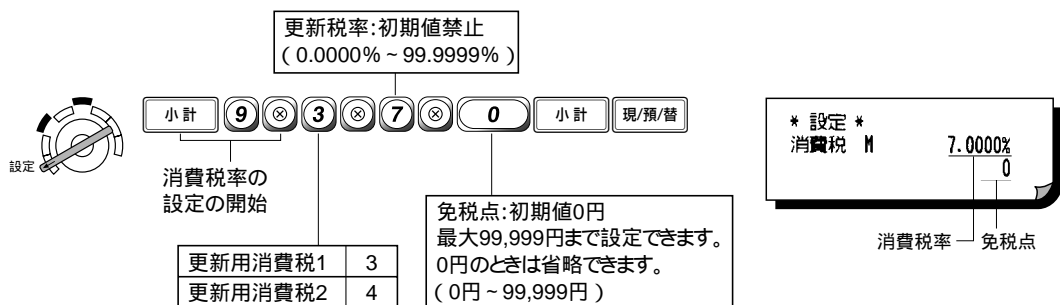 更新税率:初期値禁止
( 0.0000% ~ 99.9999% )
設定
小計 9 ⊗ 3 ⊗ 7 ⊗ 0 小計 現/預/替
消費税率の
設定の開始
更新用消費税1 3
更新用消費税2 4
免税点:初期値0円
最大99,999円まで設定できます。
0円のときは省略できます。
( 0円 ~ 99,999円 )
* 設定 *
消費税 M 7.0000%
0
消費税率 免税点